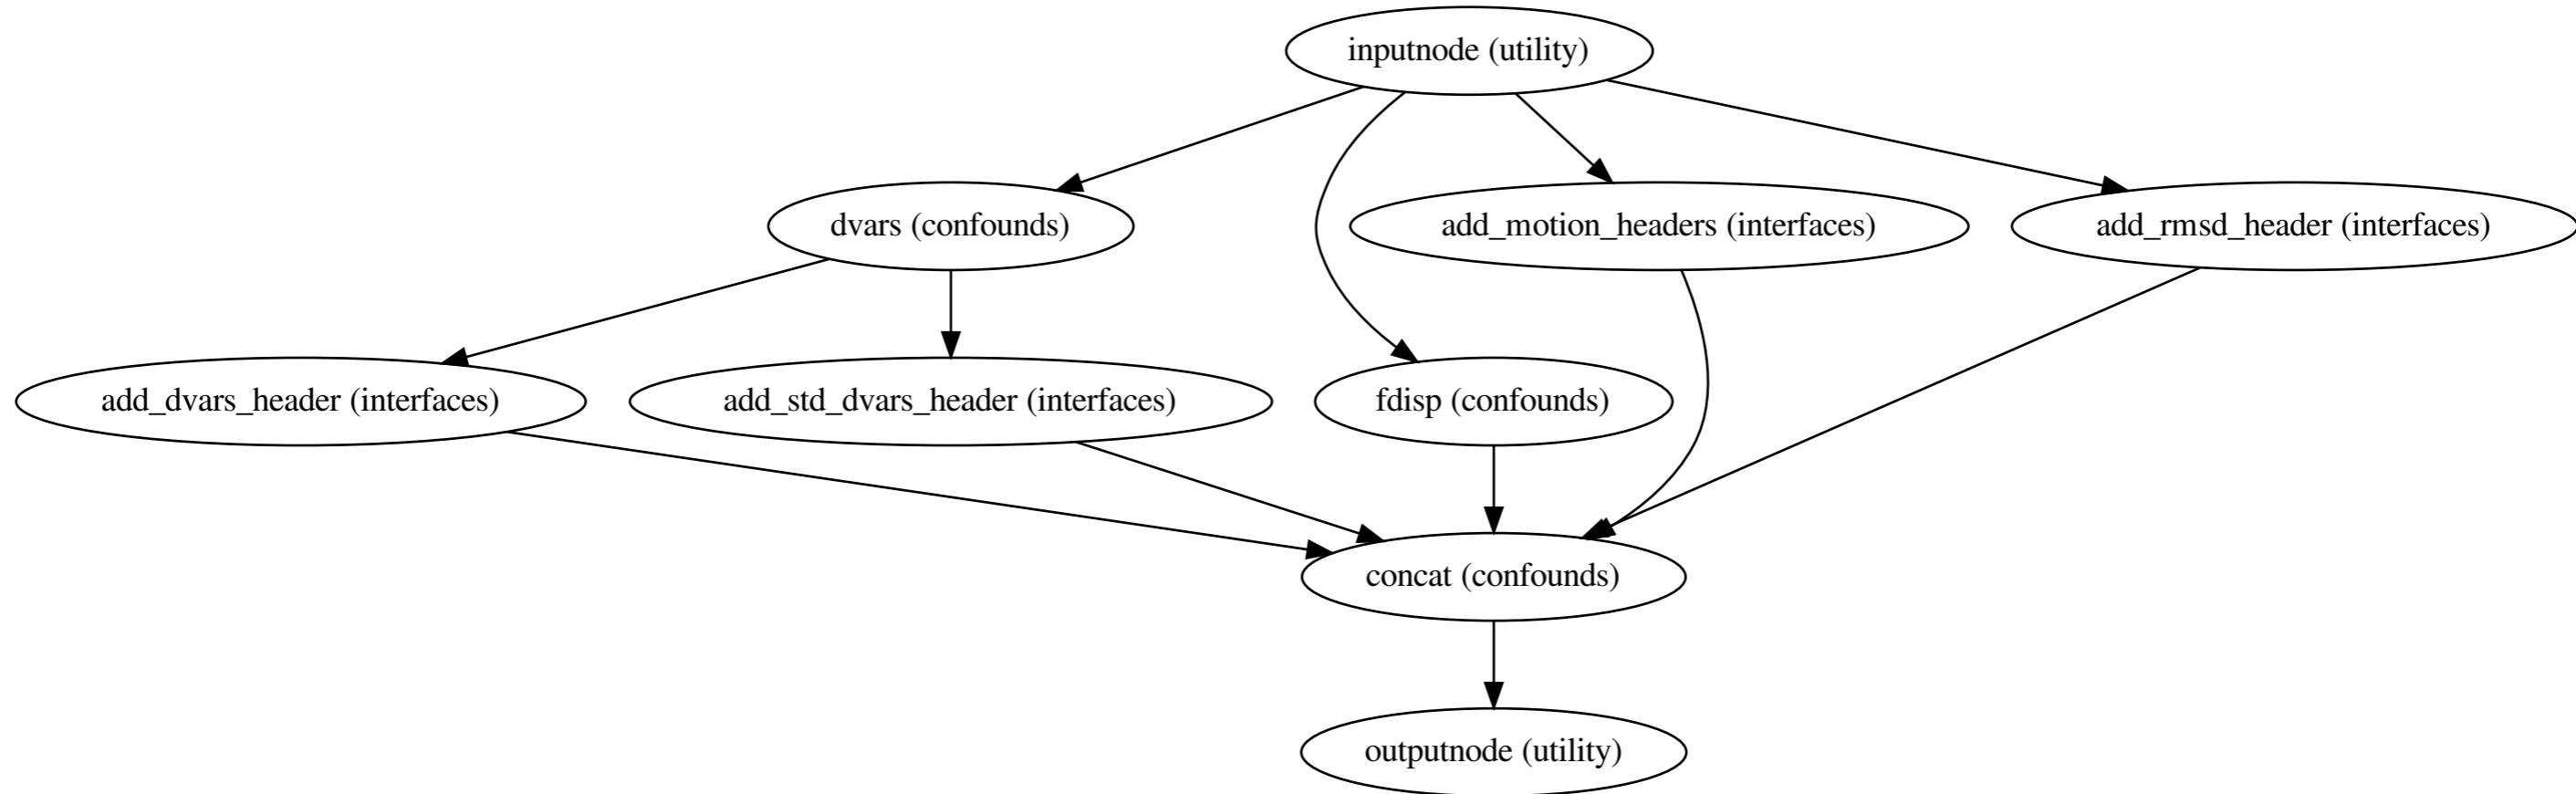 inputnode (utility)
dvars (confounds)
add_motion_headers (interfaces)
add_rmsd_header (interfaces)
add_dvars_header (interfaces)
add_std_dvars_header (interfaces)
fdisp (confounds)
concat (confounds)
outputnode (utility)